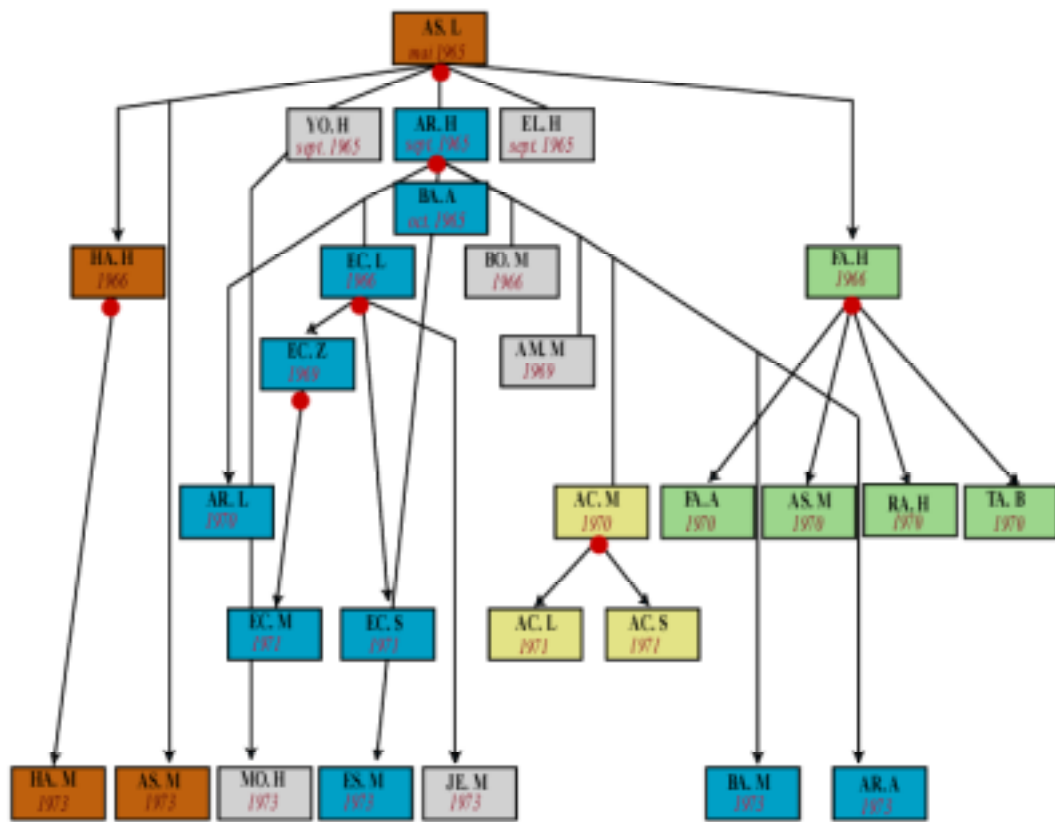 AS. L
mai 1965
YO. H
sept. 1965
AR. H
sept. 1965
EL. H
sept. 1965
BA. A
oct. 1965
HA. H
1966
EC. L
1966
BO. M
1966
FA. H
1966
EC. Z
1969
AM. M
1969
AR. L
1970
AC. M
1970
FA. A
1970
AS. M
1970
RA. H
1970
TA. B
1970
EC. M
1971
EC. S
1971
AC. L
1971
AC. S
1971
HA. M
1973
AS. M
1973
MO. H
1973
ES. M
1973
JE. M
1973
BA. M
1973
AR. A
1973